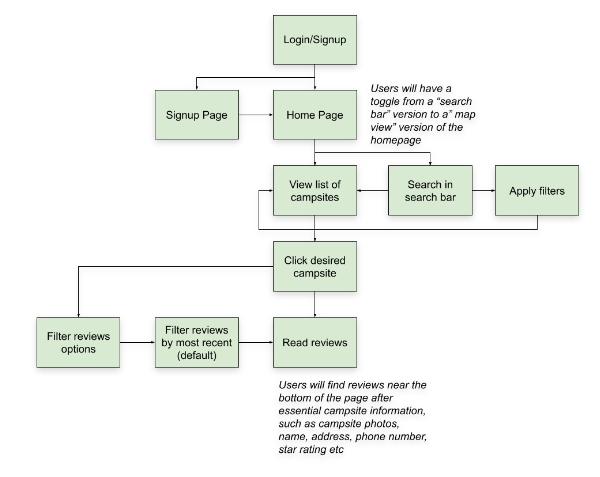 Login/Signup
Signup Page
Home Page
Users will have a
toggle from a “search
bar” version to a” map
view” version of the
homepage
View list of
campsites
Search in
search bar
Apply filters
Click desired
campsite
Filter reviews
options
Filter reviews
by most recent
(default)
Read reviews
Users will find reviews near the
bottom of the page after
essential campsite information,
such as campsite photos,
name, address, phone number,
star rating etc